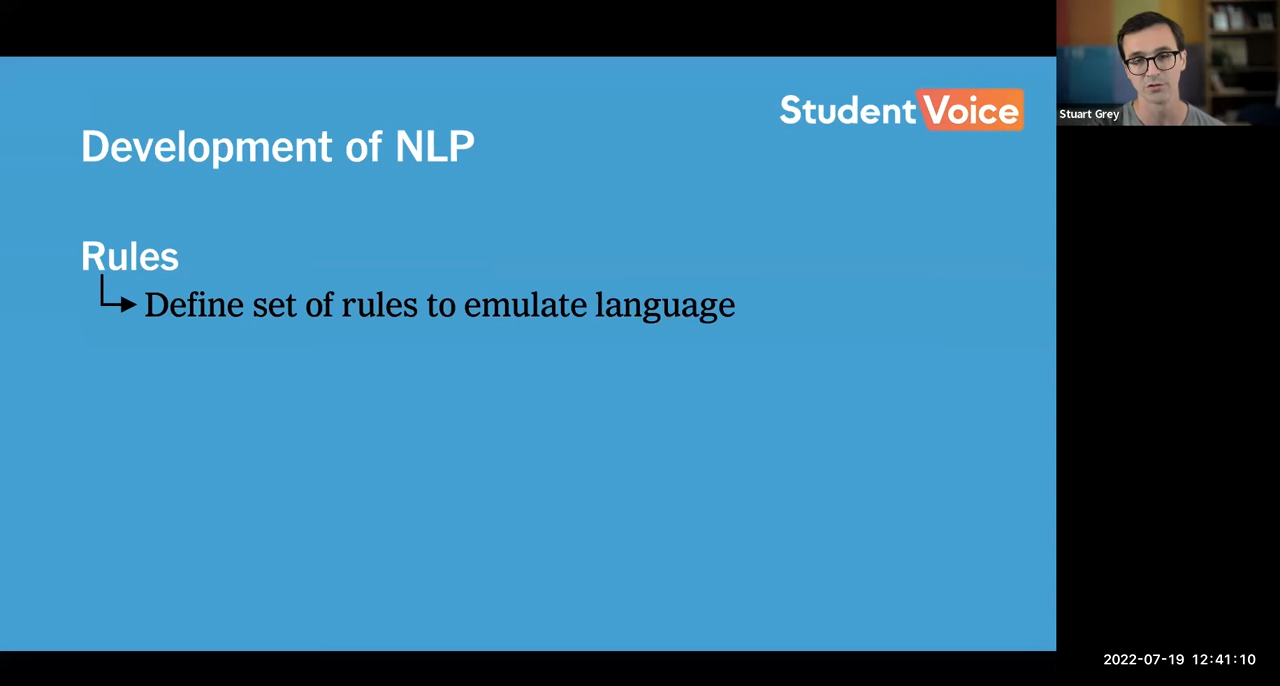 Student Voice
Stuart Grey
Development of NLP
Rules
Define set of rules to emulate language
2022-07-19 12:41:10